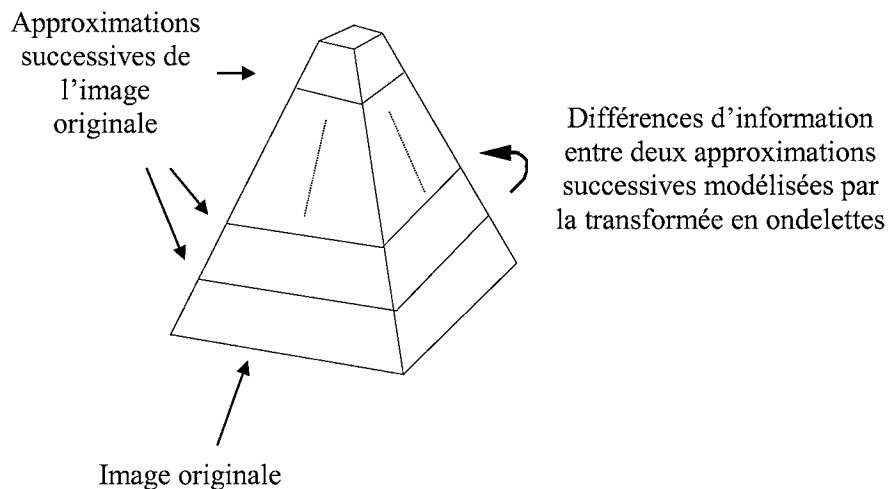 Approximations
successives de
l’image
originale
Différences d’information
entre deux approximations
successives modélisées par
la transformée en ondelettes
Image originale